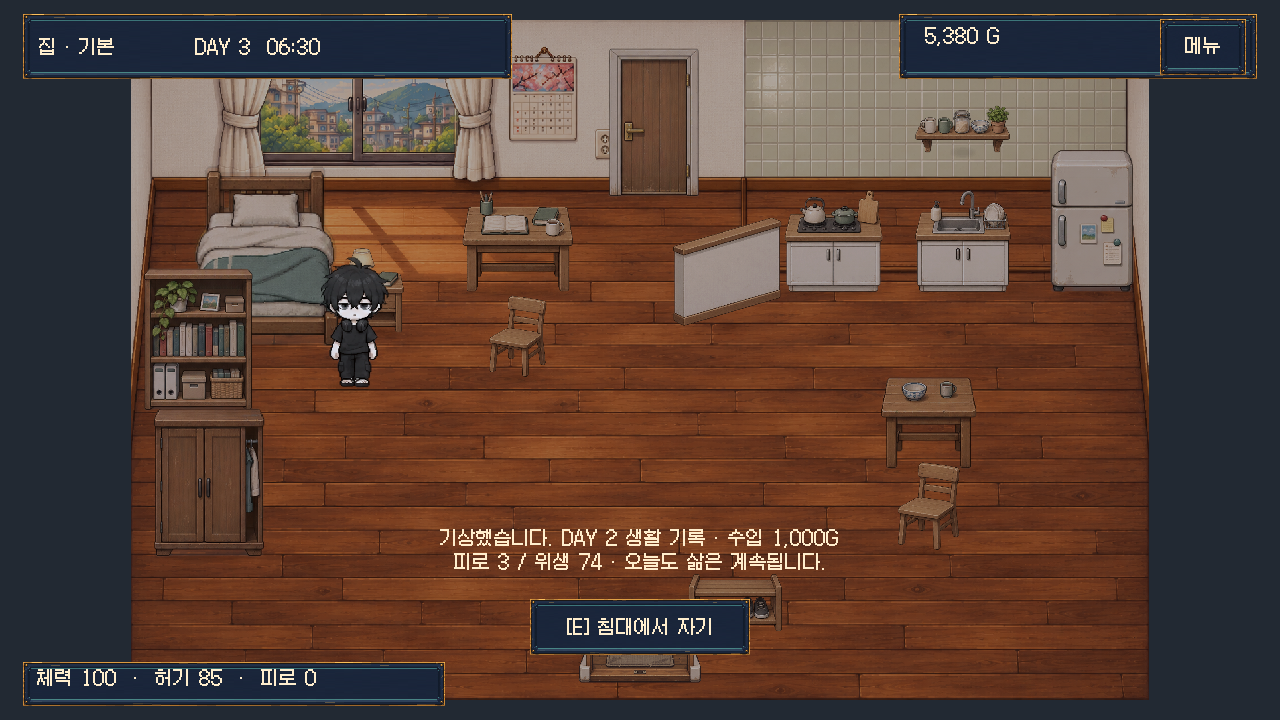 집 · 기본 DAY 3 06:30
5,380 G
메뉴
기상했습니다. DAY 2 생활 기록 · 수입 1,000G
피로 3 / 위생 74 · 오늘도 삶은 계속됩니다.
[E] 침대에서 자기
체력 100 · 허기 85 · 피로 0